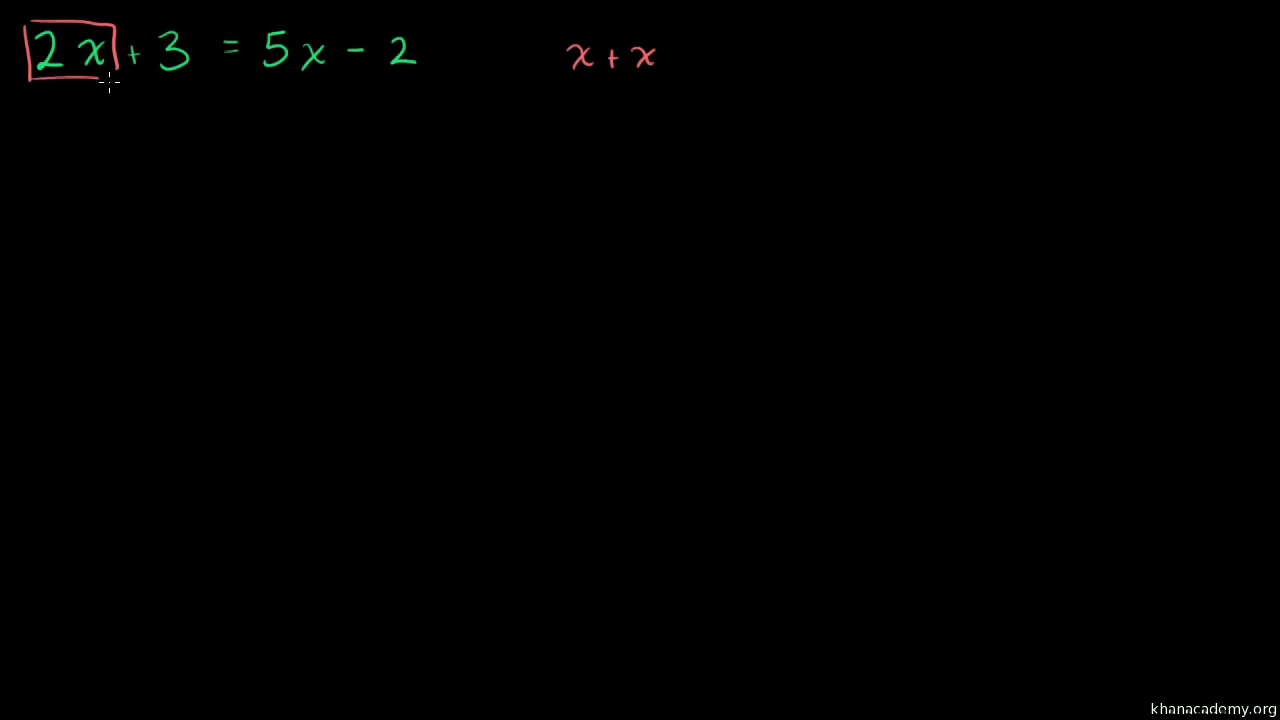 2x + 3 = 5x - 2 x + x
khanacademy.org